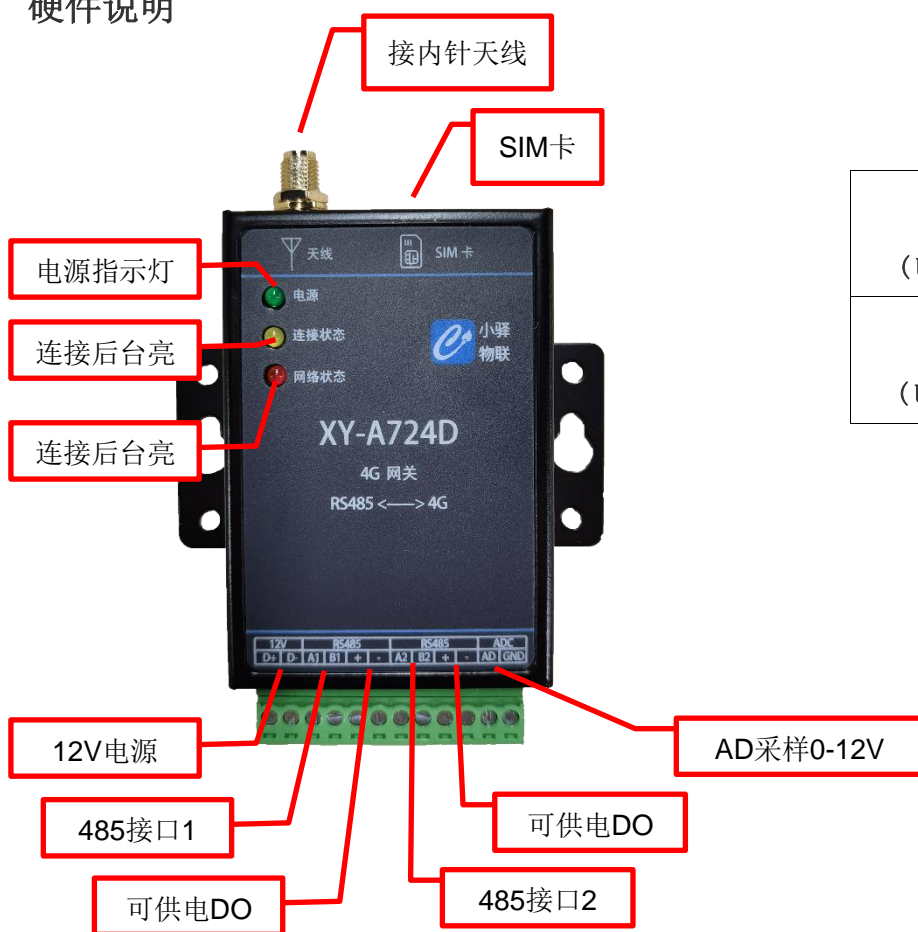 硬件说明
接内针天线
SIM卡
天线
SIM 卡
电源指示灯
电源
连接后台亮
连接状态
小驿
物联
网络状态
连接后台亮
XY-A724D
4G 网关
RS485 <——> 4G
12V RS485 RS485 ADC
D+ D- A1 B1 + - A2 B2 + - AD GND
12V电源
AD采样0-12V
485接口1
可供电DO
可供电DO
485接口2